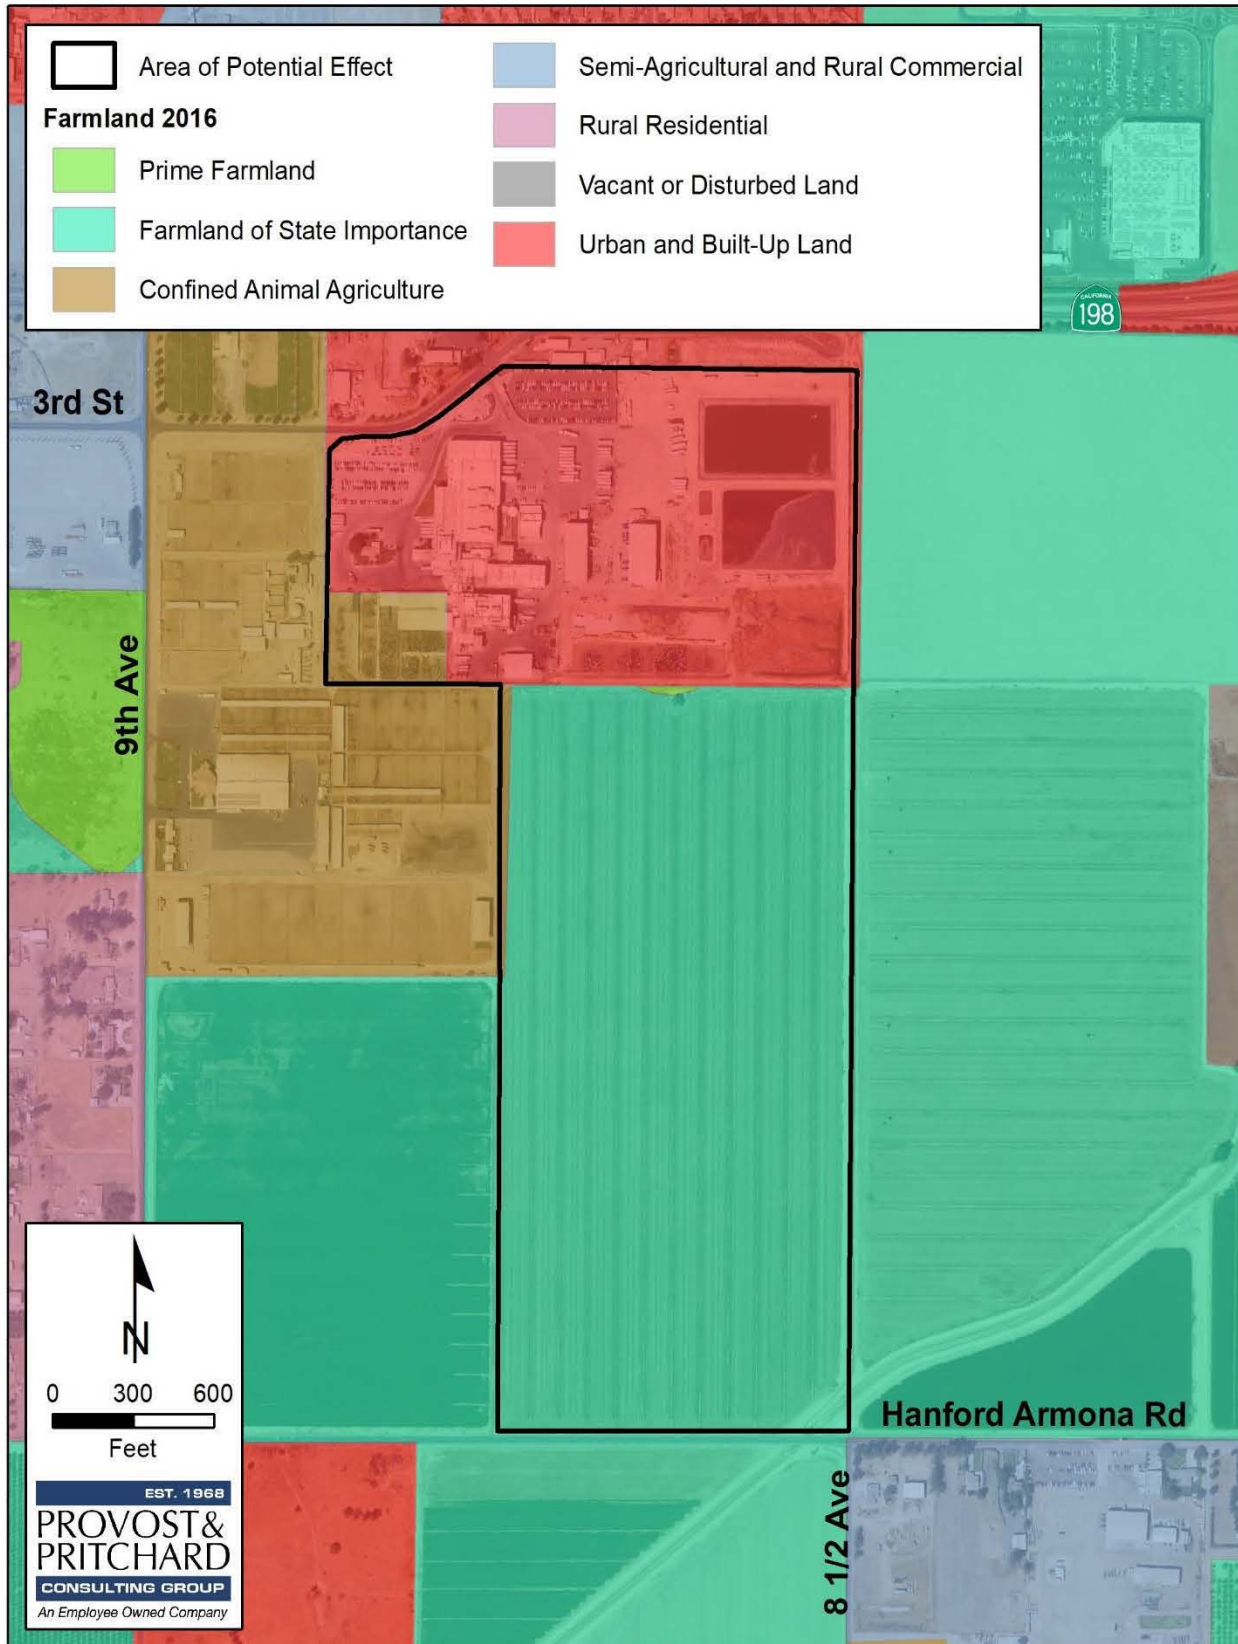 Area of Potential Effect
Farmland 2016
Prime Farmland
Farmland of State Importance
Confined Animal Agriculture
Semi-Agricultural and Rural Commercial
Rural Residential
Vacant or Disturbed Land
Urban and Built-Up Land
CALIFORNIA
198
3rd St
9th Ave
N
0 300 600
Feet
EST. 1968
PROVOST &
PRITCHARD
CONSULTING GROUP
An Employee Owned Company
Hanford Armona Rd
8 1/2 Ave